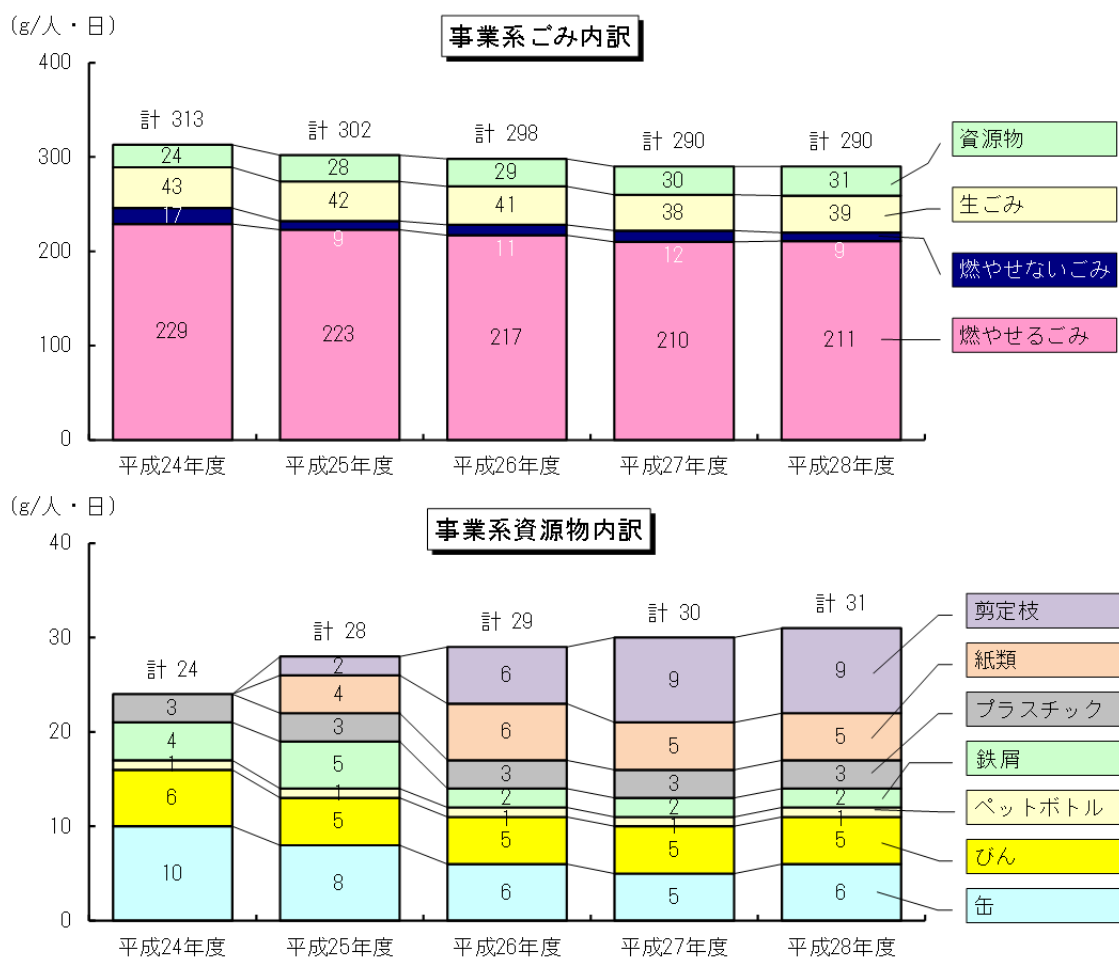 (g/人・日)
事業系ごみ内訳
400
300
200
100
0
計 313
計 302
計 298
計 290
計 290
24
28
29
30
31
43
42
41
38
39
17
9
11
12
9
229
223
217
210
211
資源物
生ごみ
燃やせないごみ
燃やせるごみ
平成24年度
平成25年度
平成26年度
平成27年度
平成28年度
(g/人・日)
事業系資源物内訳
40
30
20
10
0
計 24
計 28
計 29
計 30
計 31
2
6
9
9
4
6
5
5
3
3
3
3
3
4
5
2
2
2
1
1
1
1
1
6
5
5
5
5
10
8
6
5
6
剪定枝
紙類
プラスチック
鉄屑
ペットボトル
びん
缶
平成24年度
平成25年度
平成26年度
平成27年度
平成28年度